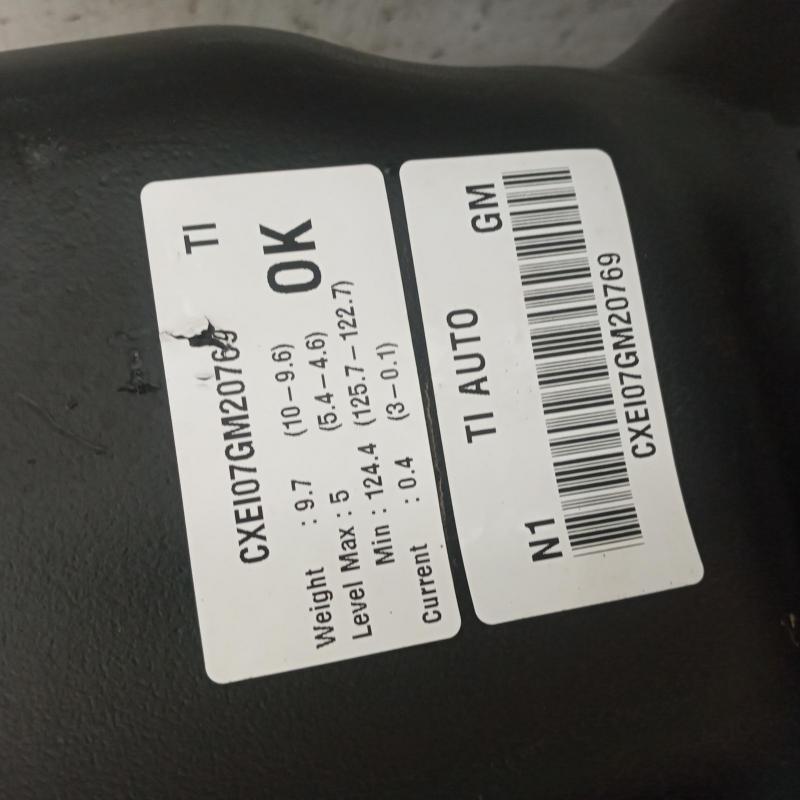 TI
CXEI07GM20769
OK
Weight : 9.7 (10–9.6)
Level Max : 5 (5.4–4.6)
Min : 124.4 (125.7–122.7)
Current : 0.4 (3–0.1)
N1 TI AUTO GM
CXEI07GM20769